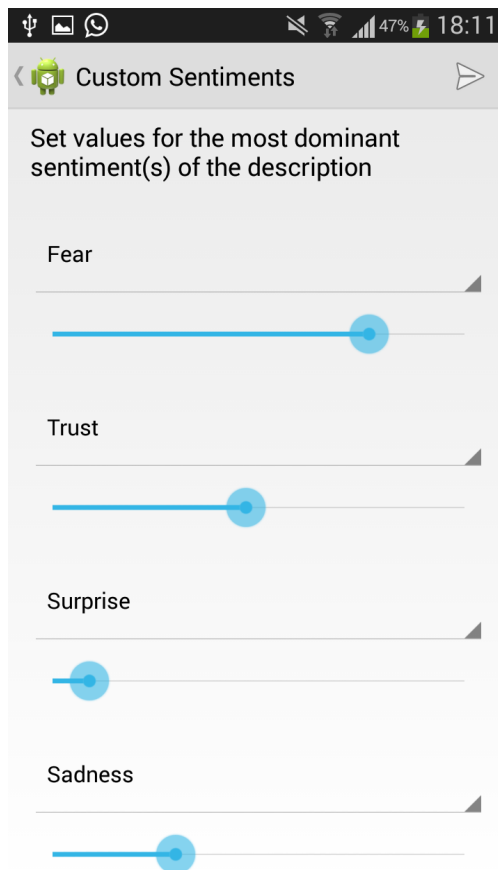 47% 18:11
Custom Sentiments
Set values for the most dominant
sentiment(s) of the description
Fear
Trust
Surprise
Sadness